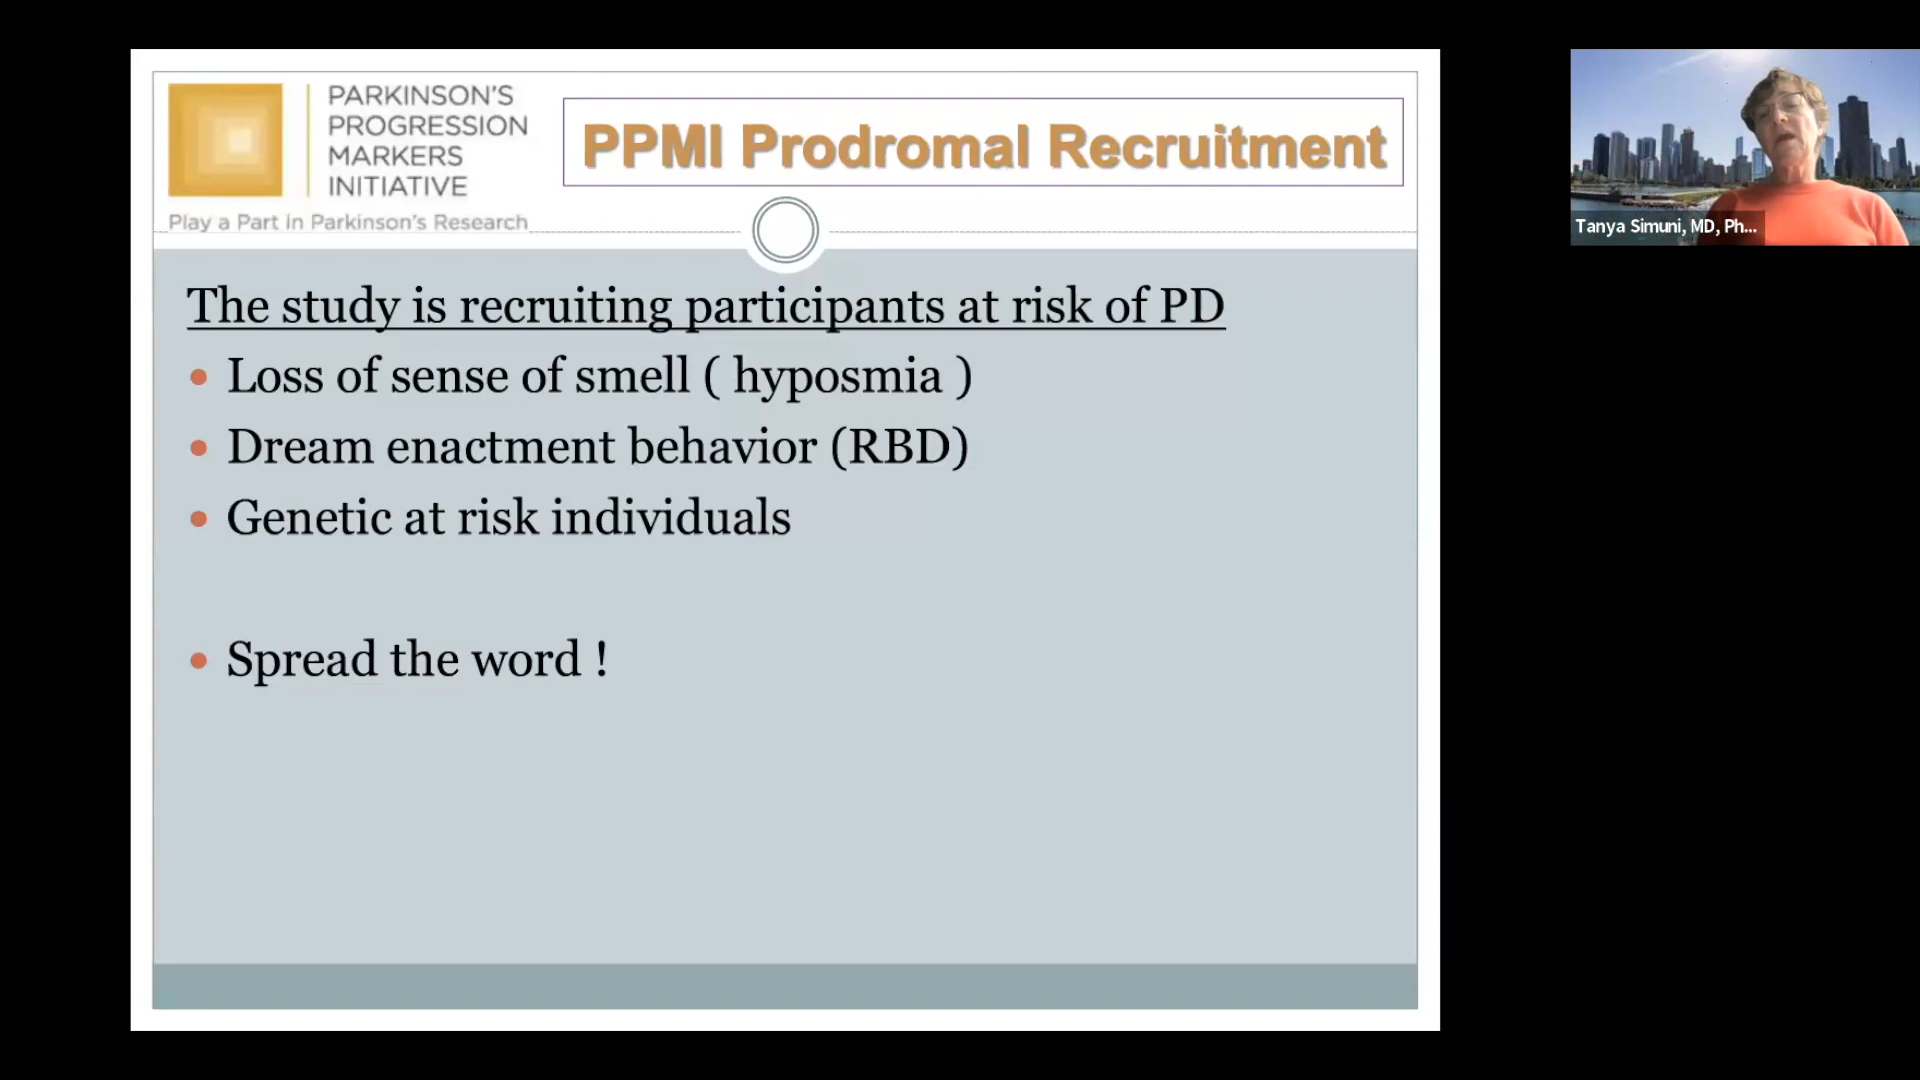 PARKINSON'S
PROGRESSION
MARKERS
INITIATIVE
Play a Part in Parkinson's Research
PPMI Prodromal Recruitment
The study is recruiting participants at risk of PD
• Loss of sense of smell ( hyposmia )
• Dream enactment behavior (RBD)
• Genetic at risk individuals
• Spread the word !
Tanya Simuni, MD, Ph...